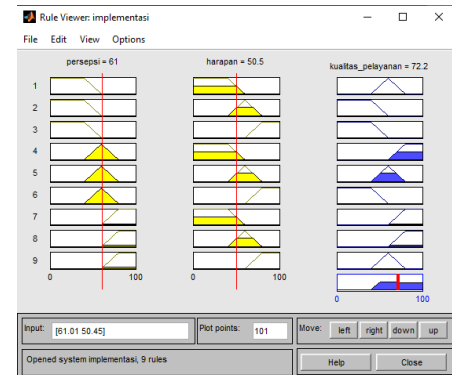 Rule Viewer: implementasi
File Edit View Options
persepsi = 61 harapan = 50.5 kualitas_pelayanan = 72.2
1
2
3
4
5
6
7
8
9
0 100 0 100
0 100
Input: [61.01 50.45] Plot points: 101 Move: left right down up
Opened system implementasi, 9 rules Help Close